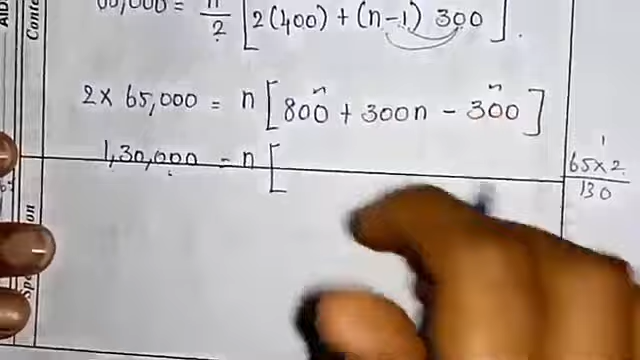 65,000 = n/2 [2(400) + (n-1) 300].
2 x 65,000 = n [800 + 300n - 300]
1,30,000 = n [
1
65 x 2
130